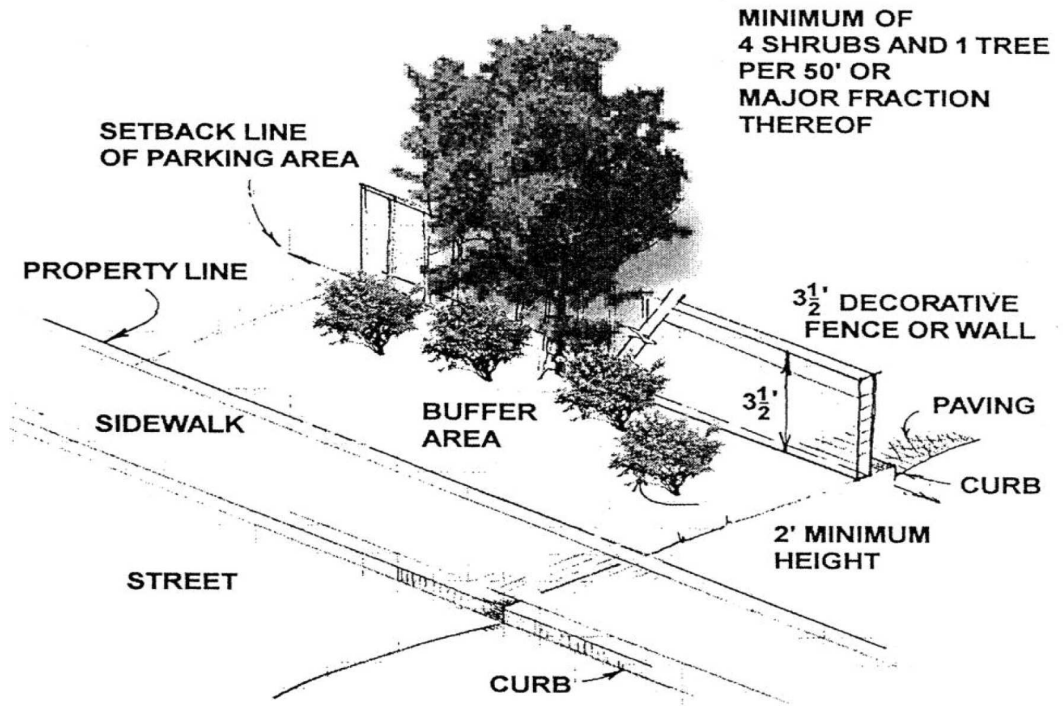 MINIMUM OF
4 SHRUBS AND 1 TREE
PER 50' OR
MAJOR FRACTION
THEREOF
SETBACK LINE
OF PARKING AREA
PROPERTY LINE
3½' DECORATIVE
FENCE OR WALL
3½'
PAVING
SIDEWALK
BUFFER
AREA
CURB
2' MINIMUM
HEIGHT
STREET
CURB